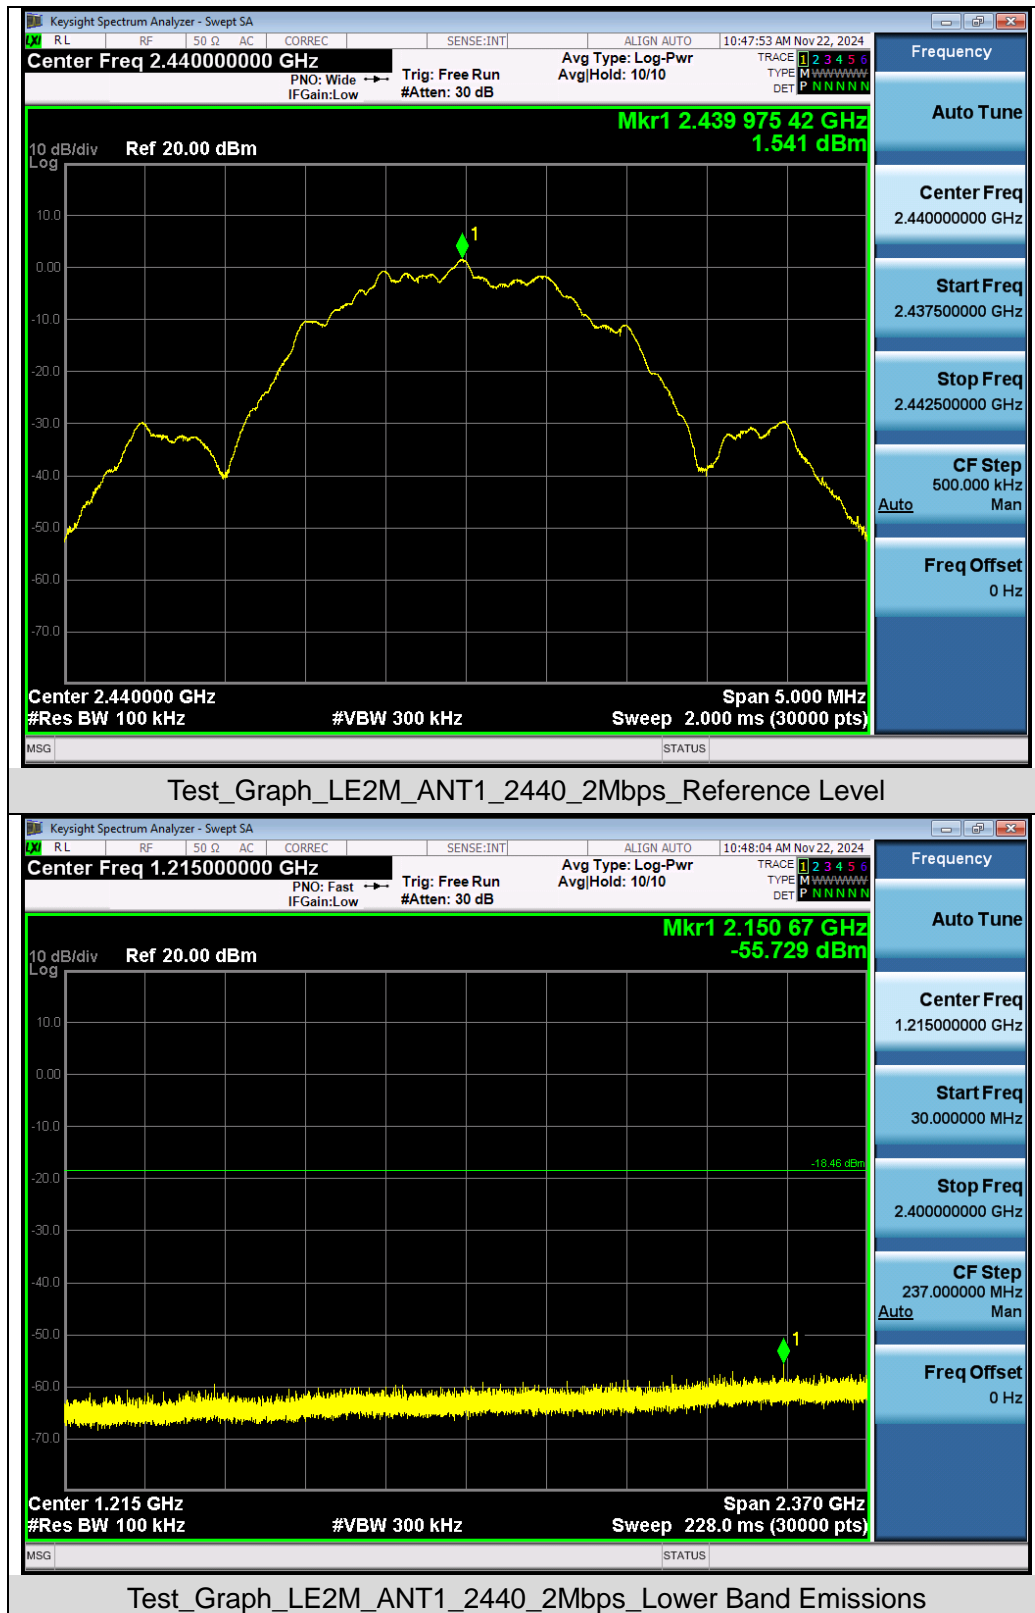 Keysight Spectrum Analyzer - Swept SA
LXI RL RF 50 Ω AC CORREC SENSE:INT ALIGN AUTO 10:47:53 AM Nov 22, 2024
Center Freq 2.440000000 GHz
PNO: Wide
IFGain:Low
Trig: Free Run
#Atten: 30 dB
Avg Type: Log-Pwr
Avg|Hold: 10/10
TRACE 1 2 3 4 5 6
TYPE M WWWWW
DET P N N N N N
Mkr1 2.439 975 42 GHz
1.541 dBm
10 dB/div Ref 20.00 dBm
Log
10.0
0.00
-10.0
-20.0
-30.0
-40.0
-50.0
-60.0
-70.0
1
Center 2.440000 GHz Span 5.000 MHz
#Res BW 100 kHz #VBW 300 kHz Sweep 2.000 ms (30000 pts)
MSG STATUS
Frequency
Auto Tune
Center Freq
2.440000000 GHz
Start Freq
2.437500000 GHz
Stop Freq
2.442500000 GHz
CF Step
500.000 kHz
Auto Man
Freq Offset
0 Hz
Test_Graph_LE2M_ANT1_2440_2Mbps_Reference Level
Keysight Spectrum Analyzer - Swept SA
LXI RL RF 50 Ω AC CORREC SENSE:INT ALIGN AUTO 10:48:04 AM Nov 22, 2024
Center Freq 1.215000000 GHz
PNO: Fast
IFGain:Low
Trig: Free Run
#Atten: 30 dB
Avg Type: Log-Pwr
Avg|Hold: 10/10
TRACE 1 2 3 4 5 6
TYPE M WWWWW
DET P N N N N N
Mkr1 2.150 67 GHz
-55.729 dBm
10 dB/div Ref 20.00 dBm
Log
10.0
0.00
-10.0
-20.0
-30.0
-40.0
-50.0
-60.0
-70.0
-18.46 dBm
1
Center 1.215 GHz Span 2.370 GHz
#Res BW 100 kHz #VBW 300 kHz Sweep 228.0 ms (30000 pts)
MSG STATUS
Frequency
Auto Tune
Center Freq
1.215000000 GHz
Start Freq
30.000000 MHz
Stop Freq
2.400000000 GHz
CF Step
237.000000 MHz
Auto Man
Freq Offset
0 Hz
Test_Graph_LE2M_ANT1_2440_2Mbps_Lower Band Emissions